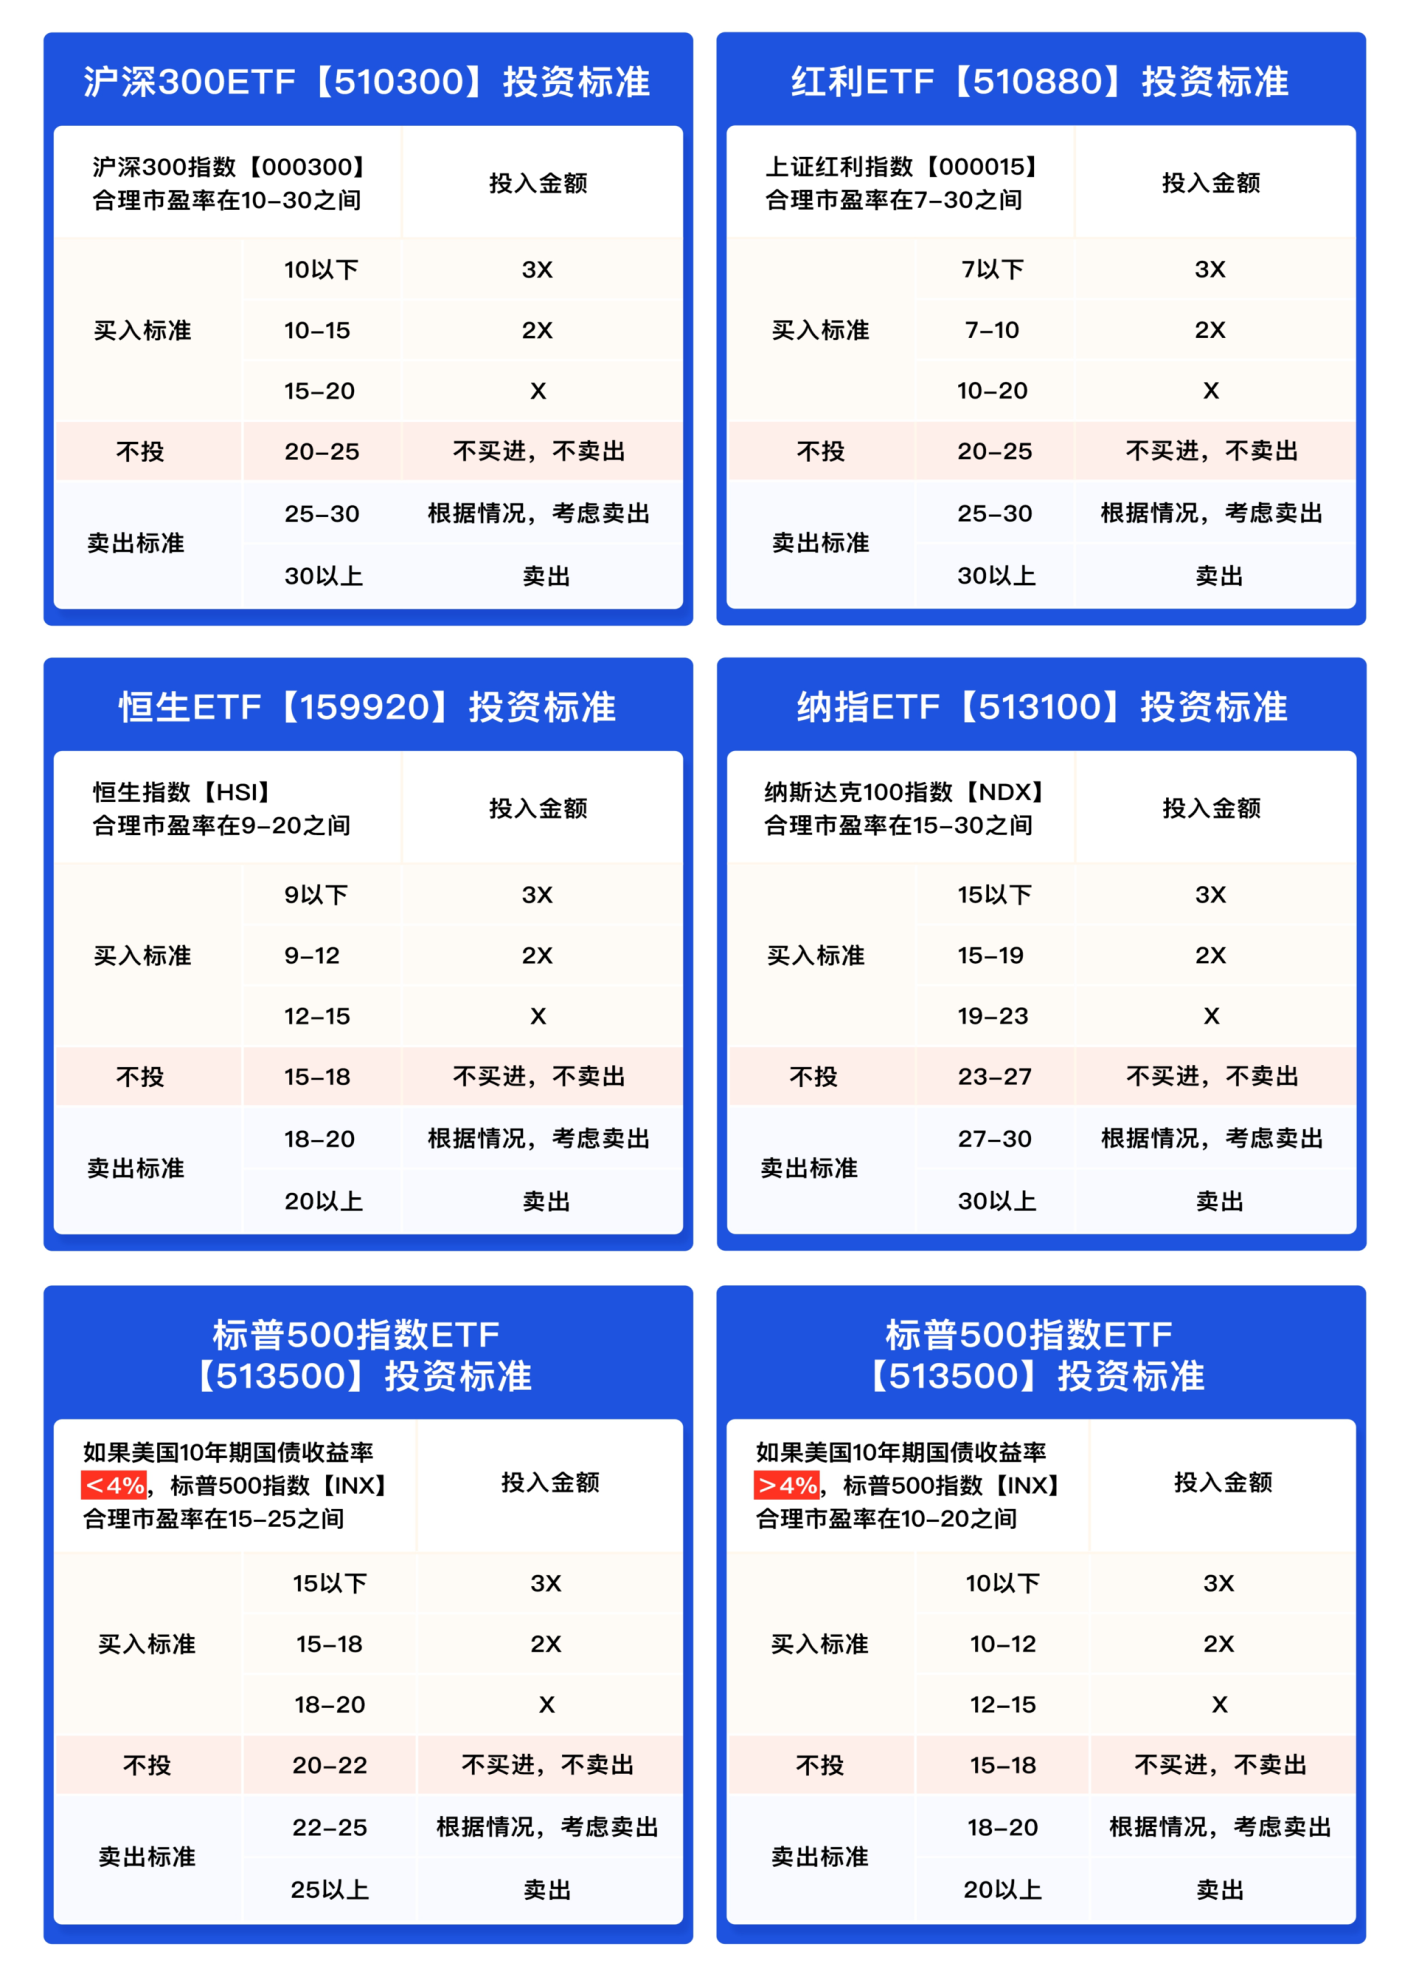 沪深300ETF【510300】投资标准
沪深300指数【000300】
合理市盈率在10-30之间
投入金额
买入标准
10以下
3X
10-15
2X
15-20
X
不投
20-25
不买进，不卖出
卖出标准
25-30
根据情况，考虑卖出
30以上
卖出
红利ETF【510880】投资标准
上证红利指数【000015】
合理市盈率在7-30之间
投入金额
买入标准
7以下
3X
7-10
2X
10-20
X
不投
20-25
不买进，不卖出
卖出标准
25-30
根据情况，考虑卖出
30以上
卖出
恒生ETF【159920】投资标准
恒生指数【HSI】
合理市盈率在9-20之间
投入金额
买入标准
9以下
3X
9-12
2X
12-15
X
不投
15-18
不买进，不卖出
卖出标准
18-20
根据情况，考虑卖出
20以上
卖出
纳指ETF【513100】投资标准
纳斯达克100指数【NDX】
合理市盈率在15-30之间
投入金额
买入标准
15以下
3X
15-19
2X
19-23
X
不投
23-27
不买进，不卖出
卖出标准
27-30
根据情况，考虑卖出
30以上
卖出
标普500指数ETF
【513500】投资标准
如果美国10年期国债收益率
<4%，标普500指数【INX】
合理市盈率在15-25之间
投入金额
买入标准
15以下
3X
15-18
2X
18-20
X
不投
20-22
不买进，不卖出
卖出标准
22-25
根据情况，考虑卖出
25以上
卖出
标普500指数ETF
【513500】投资标准
如果美国10年期国债收益率
>4%，标普500指数【INX】
合理市盈率在10-20之间
投入金额
买入标准
10以下
3X
10-12
2X
12-15
X
不投
15-18
不买进，不卖出
卖出标准
18-20
根据情况，考虑卖出
20以上
卖出